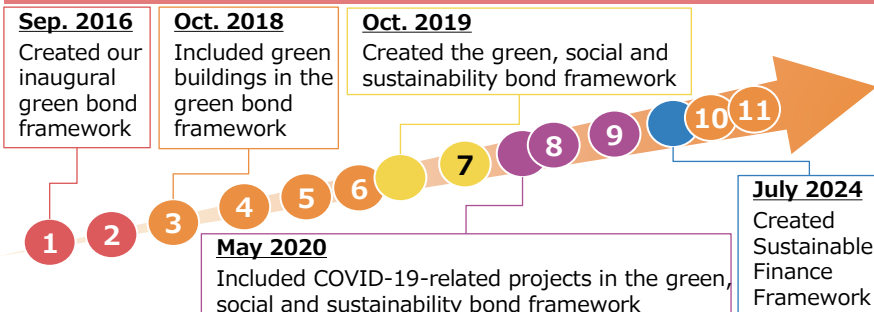 Sep. 2016
Created our
inaugural
green bond
framework
Oct. 2018
Included green
buildings in the
green bond
framework
Oct. 2019
Created the green, social and
sustainability bond framework
1
2
3
4
5
6
7
8
9
10
11
May 2020
Included COVID-19-related projects in the green,
social and sustainability bond framework
July 2024
Created
Sustainable
Finance
Framework